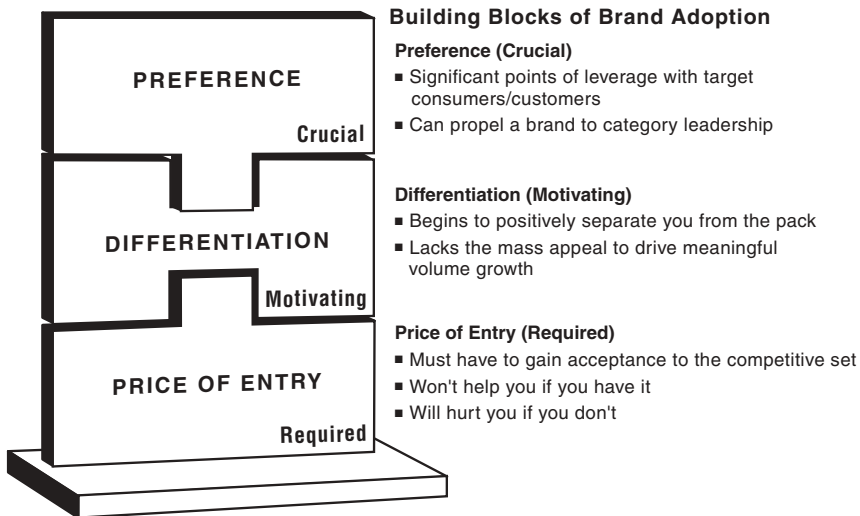 Building Blocks of Brand Adoption
PREFERENCE
Crucial
DIFFERENTIATION
Motivating
PRICE OF ENTRY
Required
Preference (Crucial)
■ Significant points of leverage with target
consumers/customers
■ Can propel a brand to category leadership
Differentiation (Motivating)
■ Begins to positively separate you from the pack
■ Lacks the mass appeal to drive meaningful
volume growth
Price of Entry (Required)
■ Must have to gain acceptance to the competitive set
■ Won't help you if you have it
■ Will hurt you if you don't